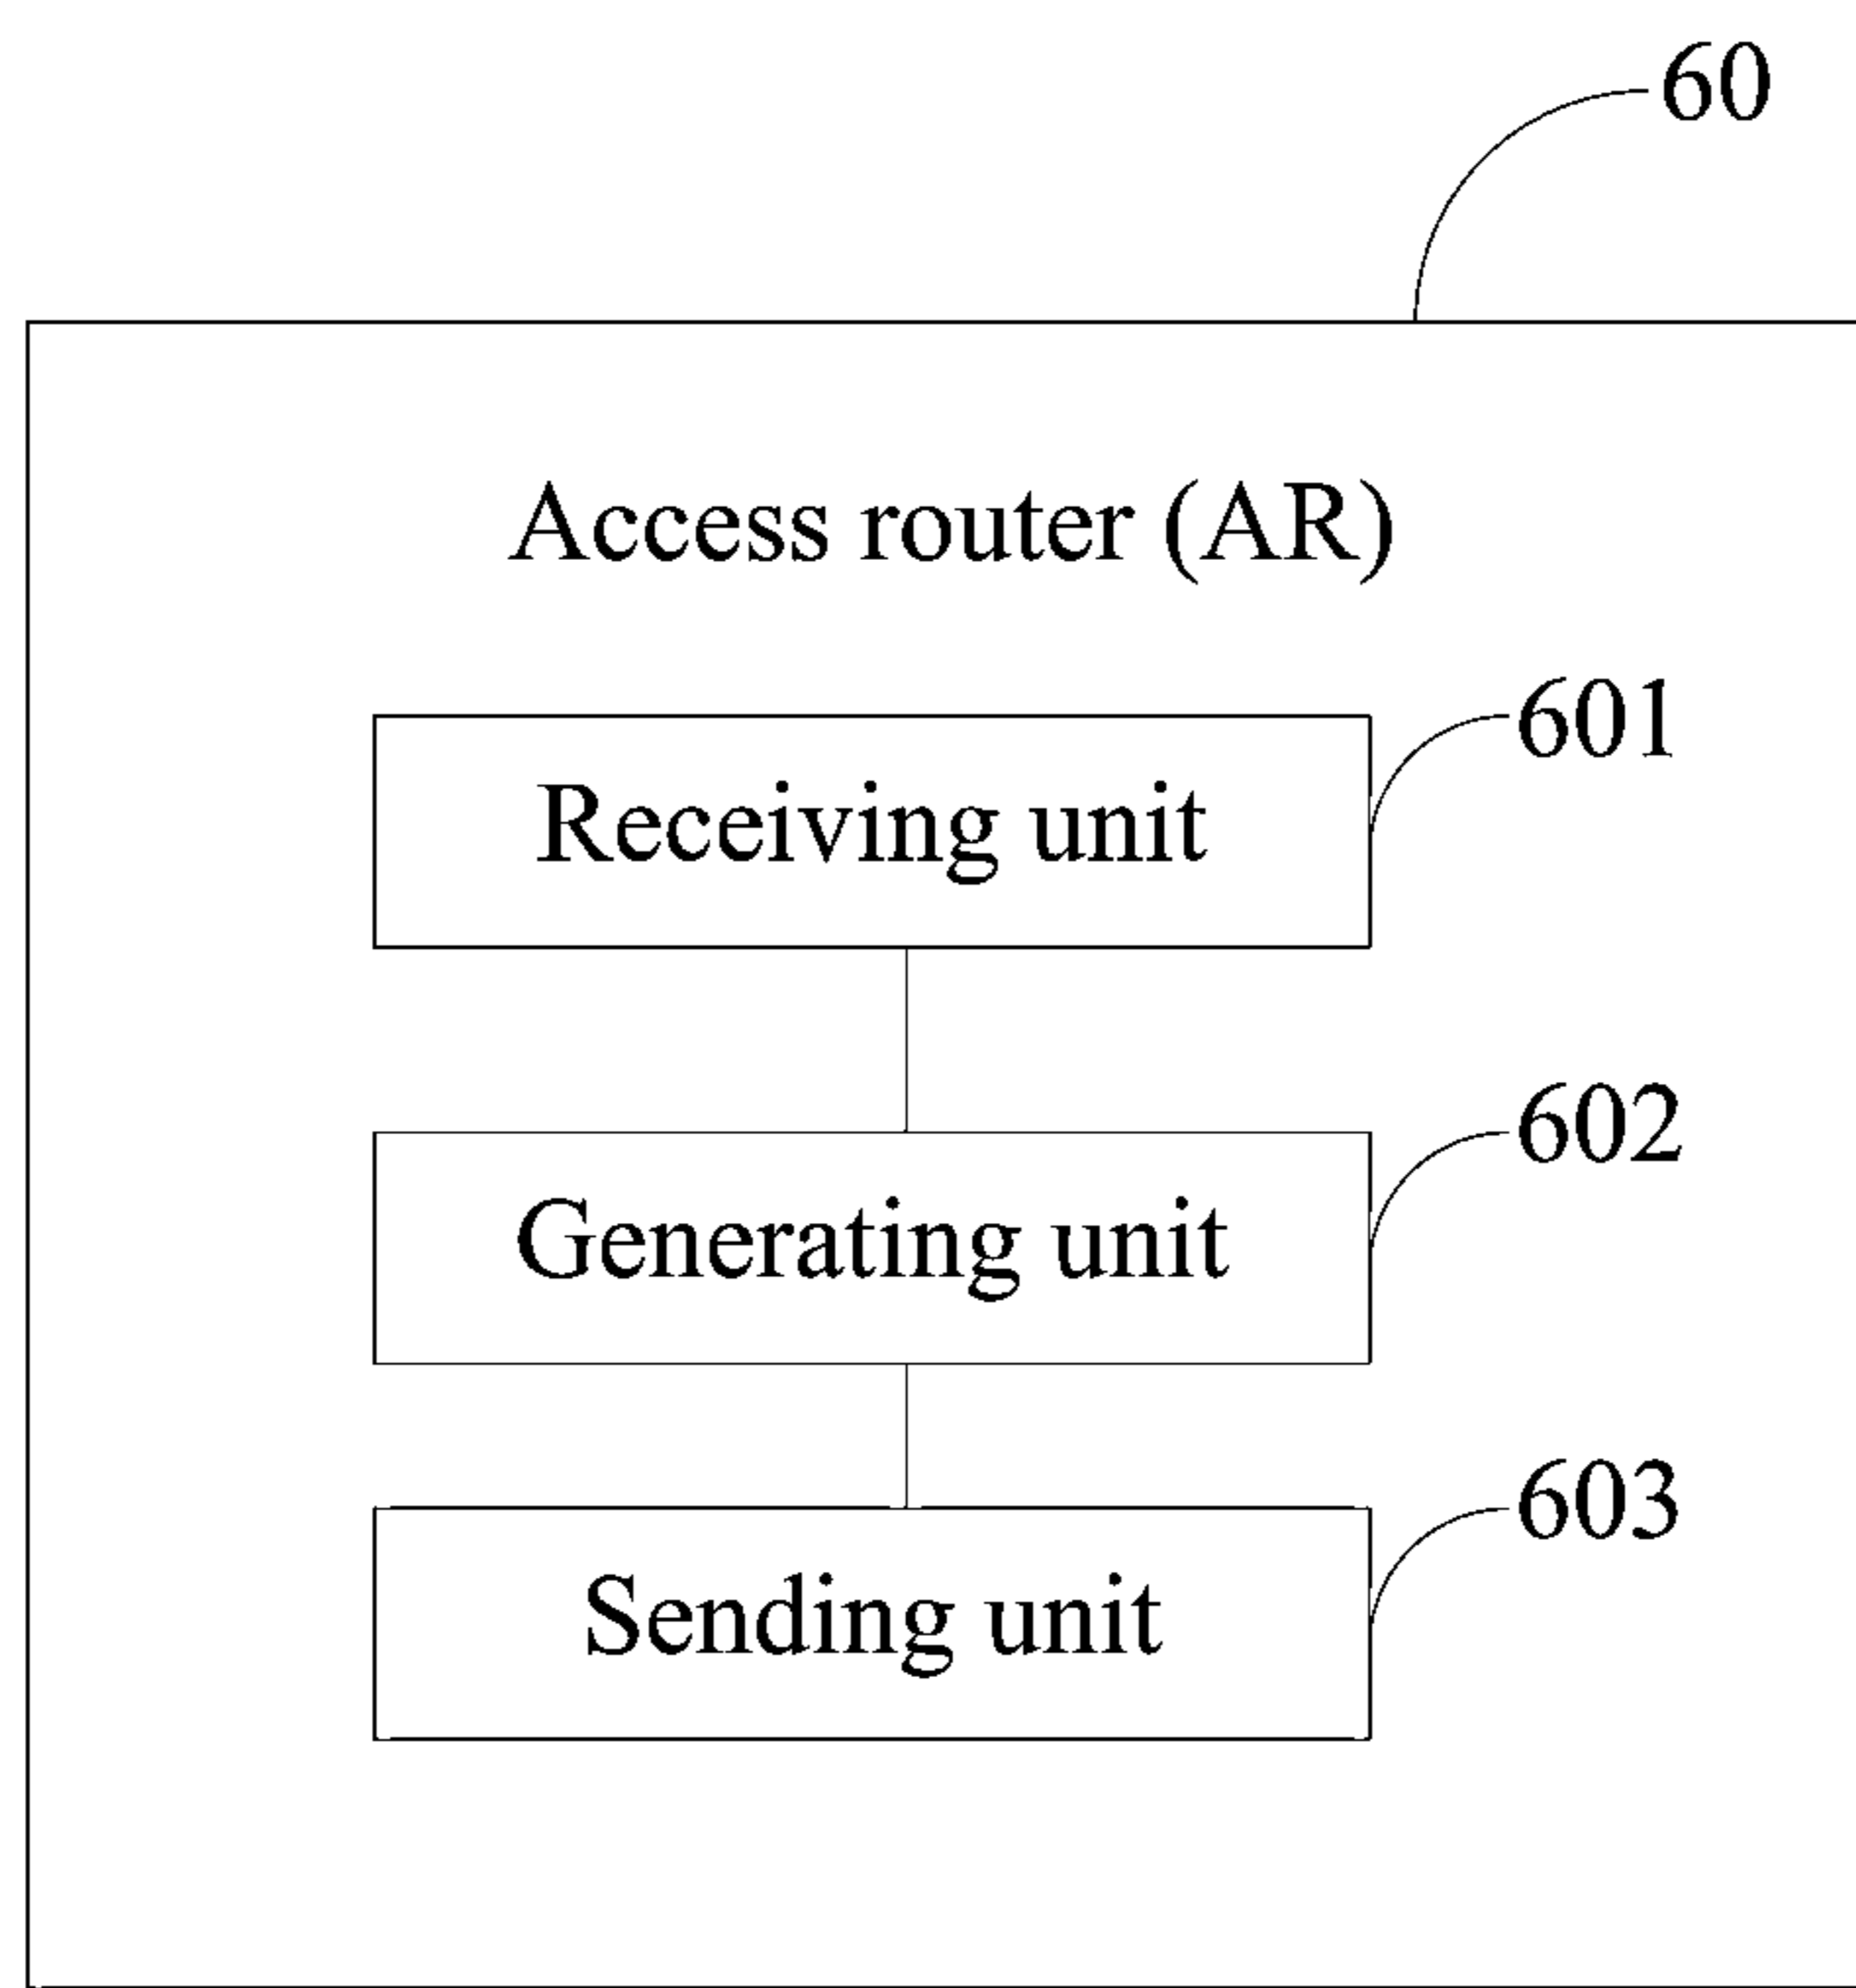 60
Access router (AR)
601
Receiving unit
602
Generating unit
603
Sending unit